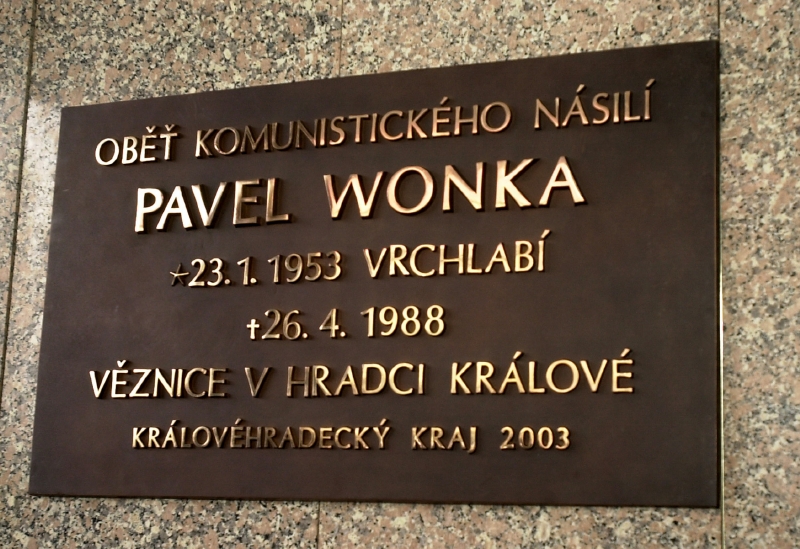 OBĚŤ KOMUNISTICKÉHO NÁSILÍ
PAVEL WONKA
*23. 1. 1953 VRCHLABÍ
†26. 4. 1988
VĚZNICE V HRADCI KRÁLOVÉ
KRÁLOVÉHRADECKÝ KRAJ 2003